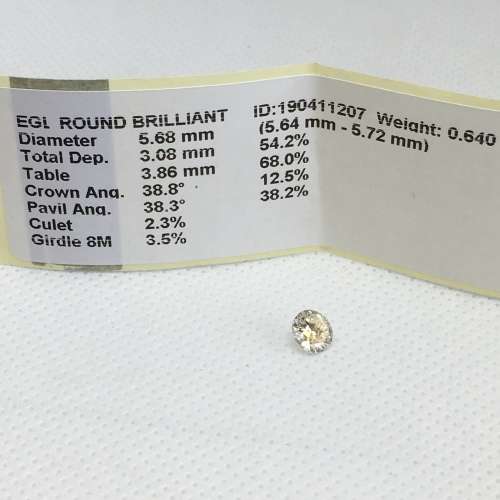 EGL ROUND BRILLIANT ID:190411207 Weight: 0.640
Diameter 5.68 mm (5.64 mm - 5.72 mm)
Total Dep. 3.08 mm 54.2%
Table 3.86 mm 68.0%
Crown Ang. 38.8° 12.5%
Pavil Ang. 38.3° 38.2%
Culet 2.3%
Girdle 8M 3.5%